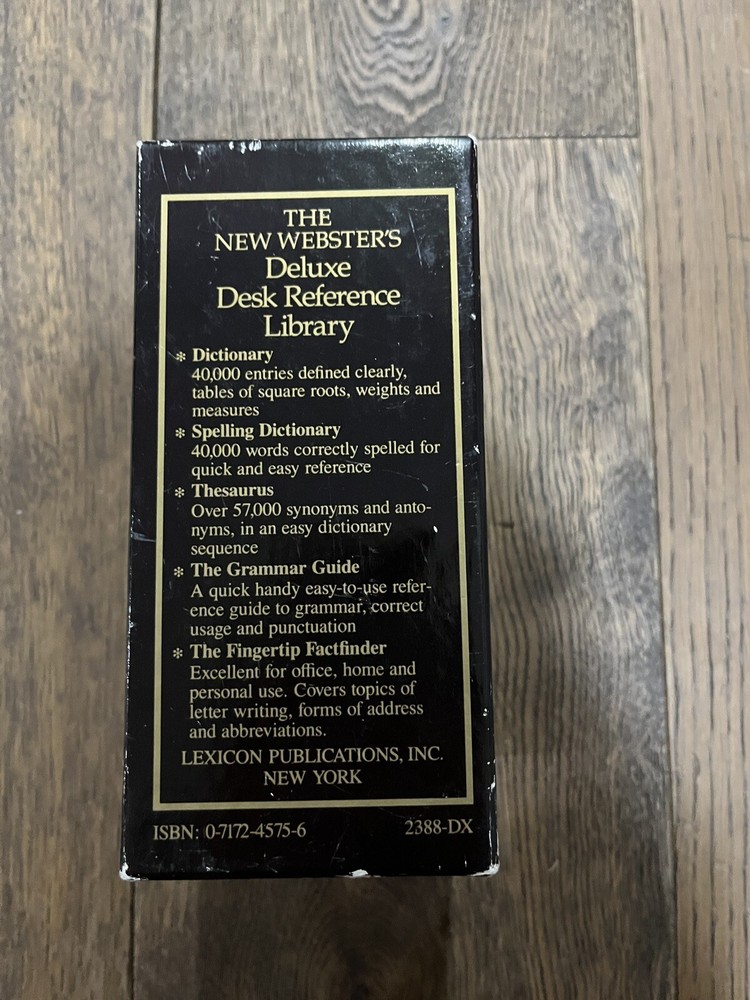 THE
NEW WEBSTER'S
Deluxe
Desk Reference
Library
* Dictionary
40,000 entries defined clearly,
tables of square roots, weights and
measures
* Spelling Dictionary
40,000 words correctly spelled for
quick and easy reference
* Thesaurus
Over 57,000 synonyms and anto-
nyms, in an easy dictionary
sequence
* The Grammar Guide
A quick handy easy-to-use refer-
ence guide to grammar, correct
usage and punctuation
* The Fingertip Factfinder
Excellent for office, home and
personal use. Covers topics of
letter writing, forms of address
and abbreviations.
LEXICON PUBLICATIONS, INC.
NEW YORK
ISBN: 0-7172-4575-6 2388-DX